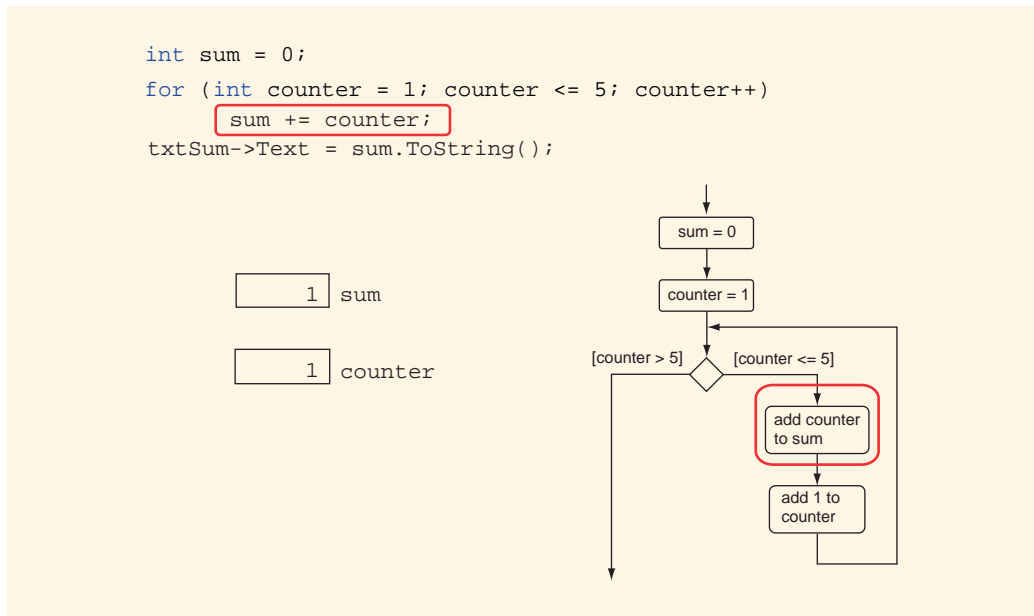 int sum = 0;
for (int counter = 1; counter <= 5; counter++)
sum += counter;
txtSum->Text = sum.ToString();
sum = 0
1 sum
counter = 1
1 counter
[counter > 5]
[counter <= 5]
add counter
to sum
add 1 to
counter